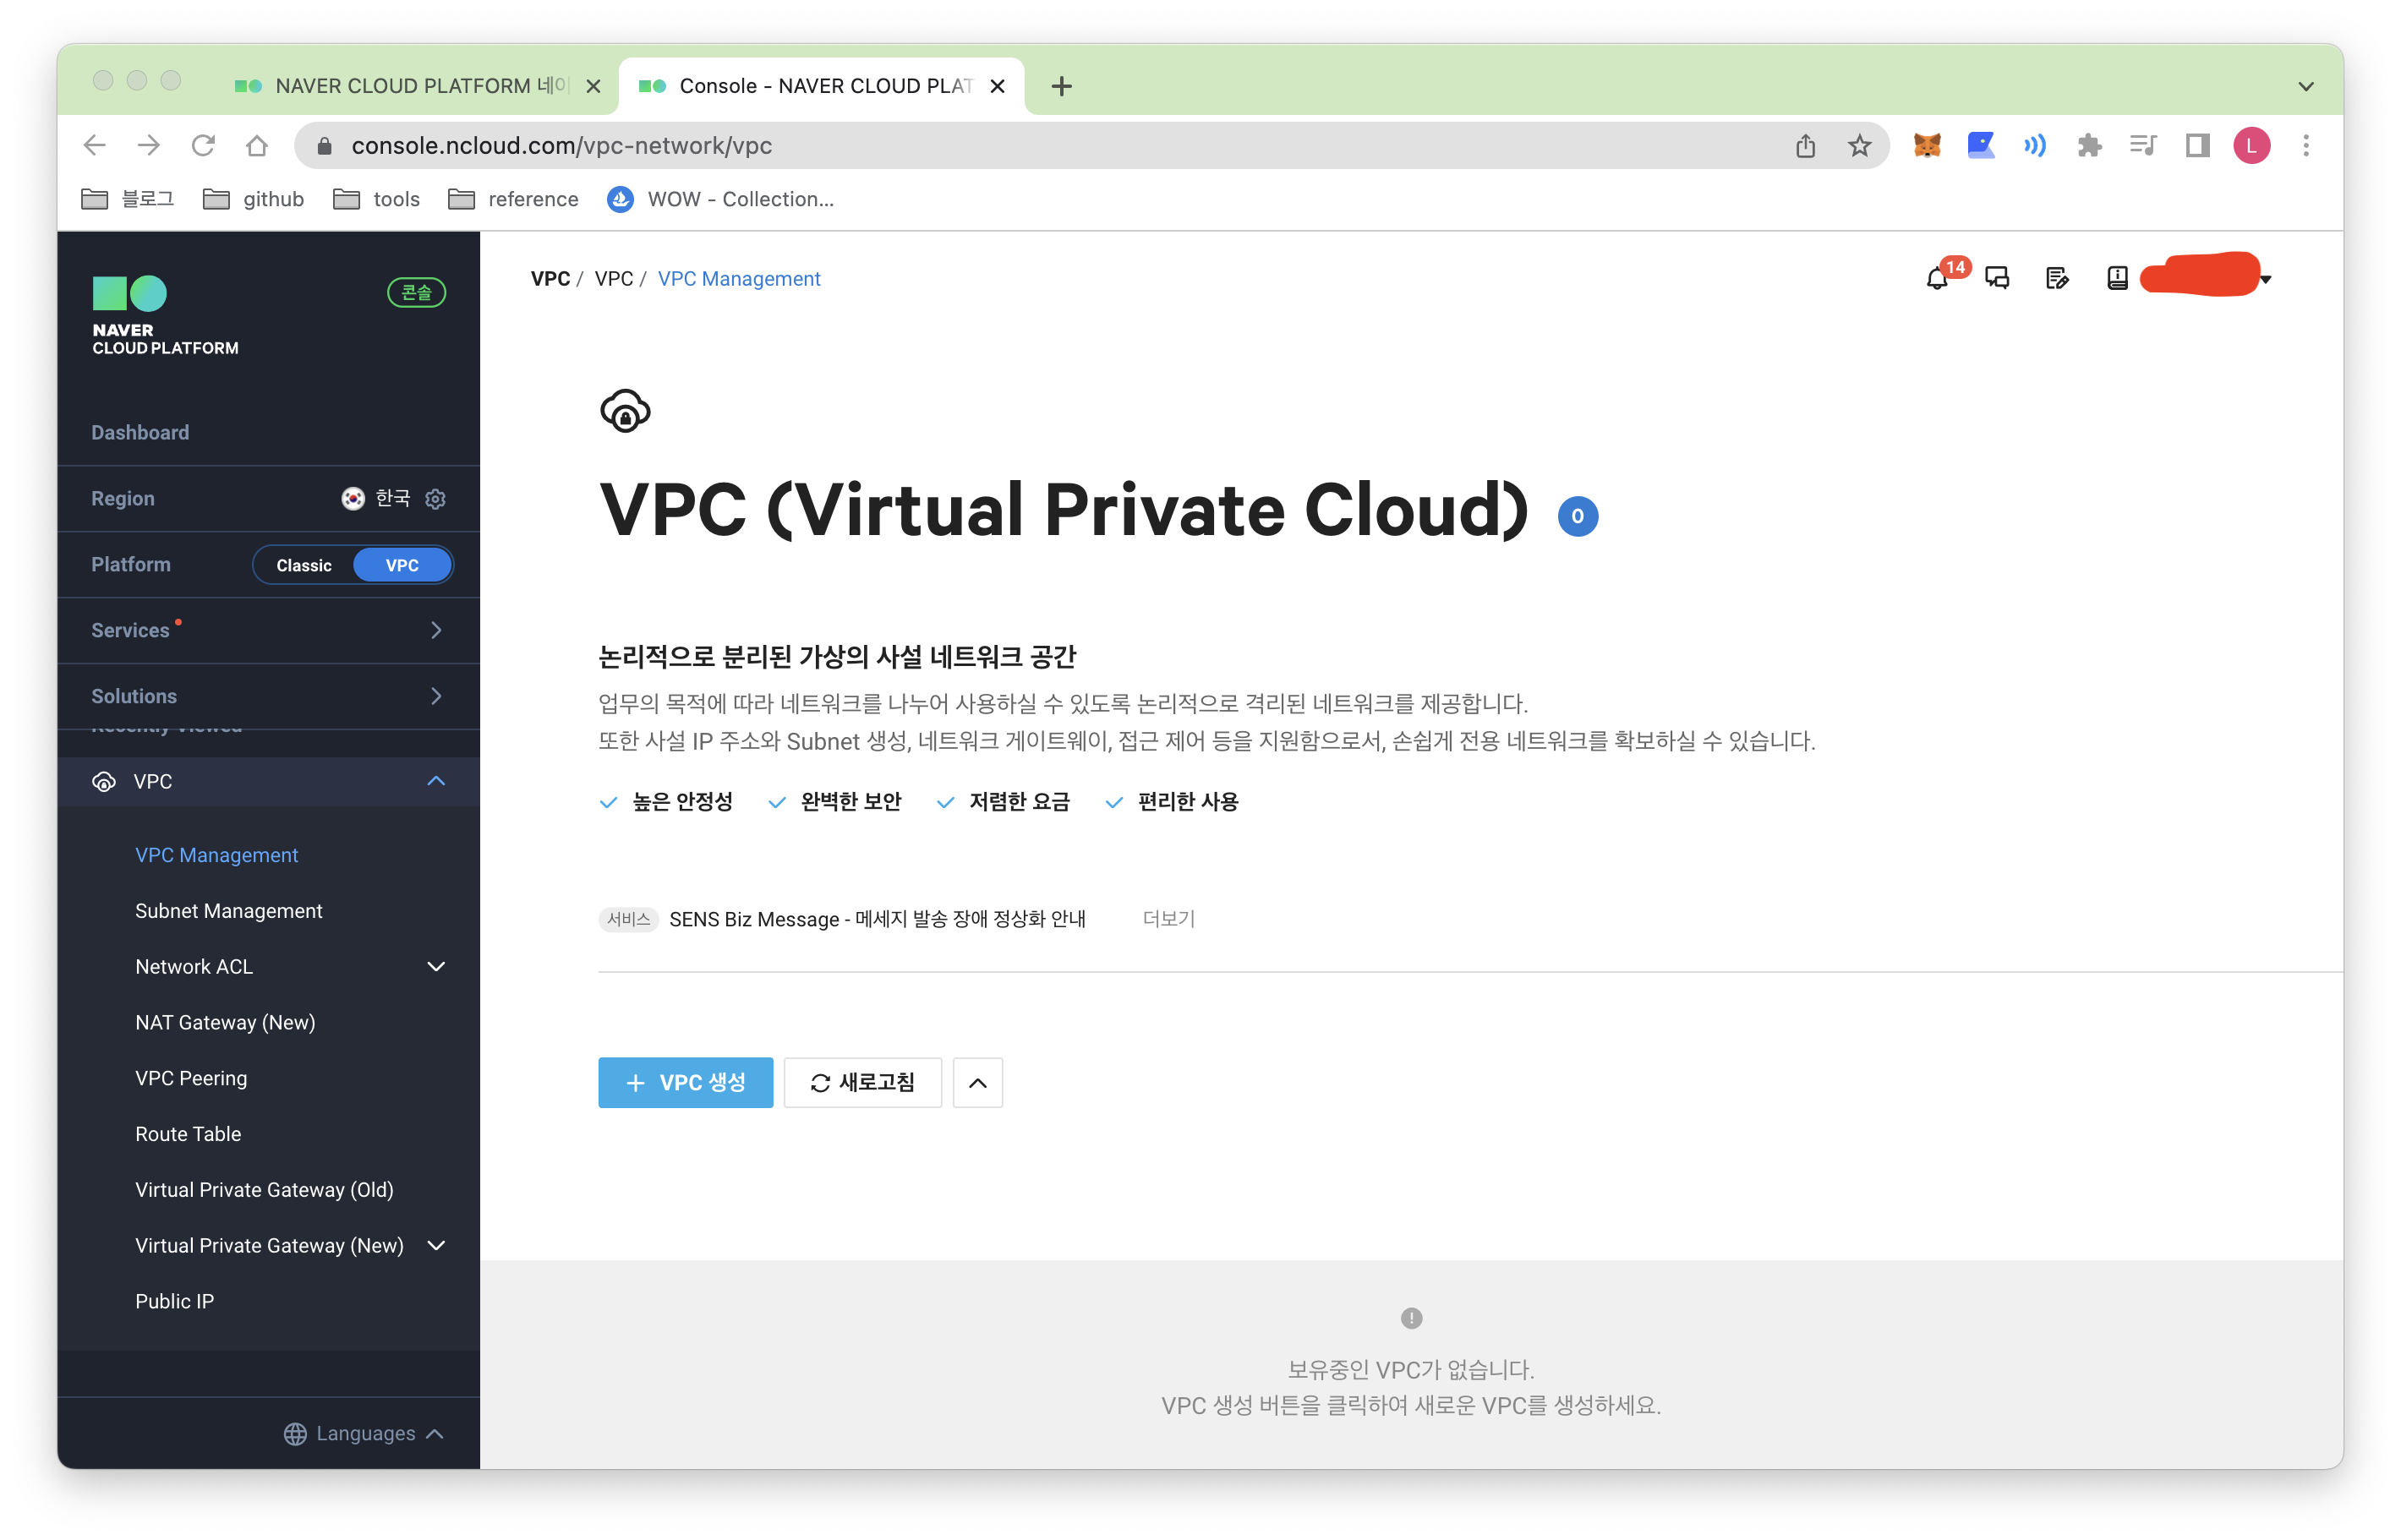 NAVER CLOUD PLATFORM 네이
Console - NAVER CLOUD PLAT
console.ncloud.com/vpc-network/vpc
L
블로그
github
tools
reference
WOW - Collection...
NAVER
CLOUD PLATFORM
콘솔
Dashboard
Region
한국
Platform
Classic
VPC
Services
Solutions
Recently Viewed
VPC
VPC Management
Subnet Management
Network ACL
NAT Gateway (New)
VPC Peering
Route Table
Virtual Private Gateway (Old)
Virtual Private Gateway (New)
Public IP
Languages
VPC / VPC / VPC Management
14
VPC (Virtual Private Cloud) 0
논리적으로 분리된 가상의 사설 네트워크 공간
업무의 목적에 따라 네트워크를 나누어 사용하실 수 있도록 논리적으로 격리된 네트워크를 제공합니다.
또한 사설 IP 주소와 Subnet 생성, 네트워크 게이트웨이, 접근 제어 등을 지원함으로서, 손쉽게 전용 네트워크를 확보하실 수 있습니다.
높은 안정성 완벽한 보안 저렴한 요금 편리한 사용
서비스 SENS Biz Message - 메세지 발송 장애 정상화 안내 더보기
VPC 생성 새로고침
보유중인 VPC가 없습니다.
VPC 생성 버튼을 클릭하여 새로운 VPC를 생성하세요.